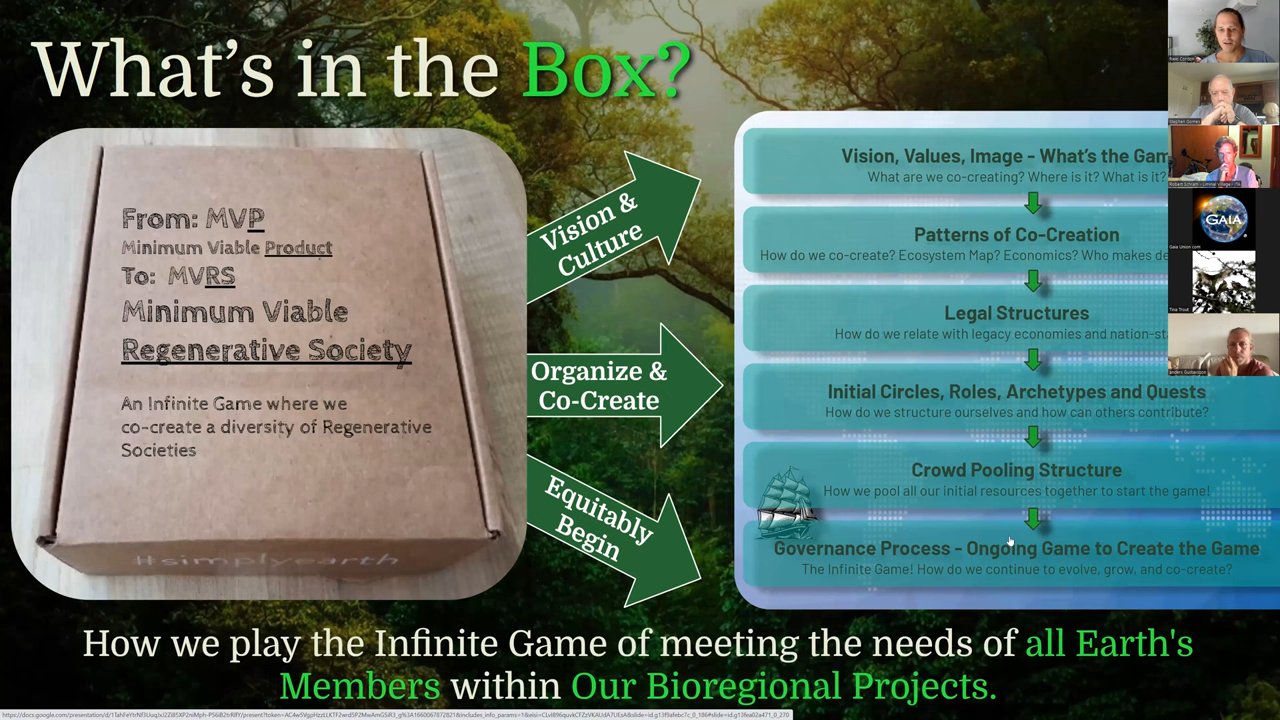 What's in the Box?
From: MVP
Minimum Viable Product
To: MVRS
Minimum Viable
Regenerative Society
An Infinite Game where we
co-create a diversity of Regenerative
Societies
#simplyearth
Vision &
Culture
Organize &
Co-Create
Equitably
Begin
Vision, Values, Image - What's the Gam
What are we co-creating? Where is it? What is it?
Patterns of Co-Creation
How do we co-create? Ecosystem Map? Economics? Who makes de
Legal Structures
How do we relate with legacy economies and nation-st
Initial Circles, Roles, Archetypes and Quests
How do we structure ourselves and how can others contribute?
Crowd Pooling Structure
How we pool all our initial resources together to start the game!
Governance Process - Ongoing Game to Create the Game
The Infinite Game! How do we continue to evolve, grow, and co-create?
How we play the Infinite Game of meeting the needs of all Earth's
Members within Our Bioregional Projects.
Stephen Gomes
GAIA
Gaia Union com
Tina Trout